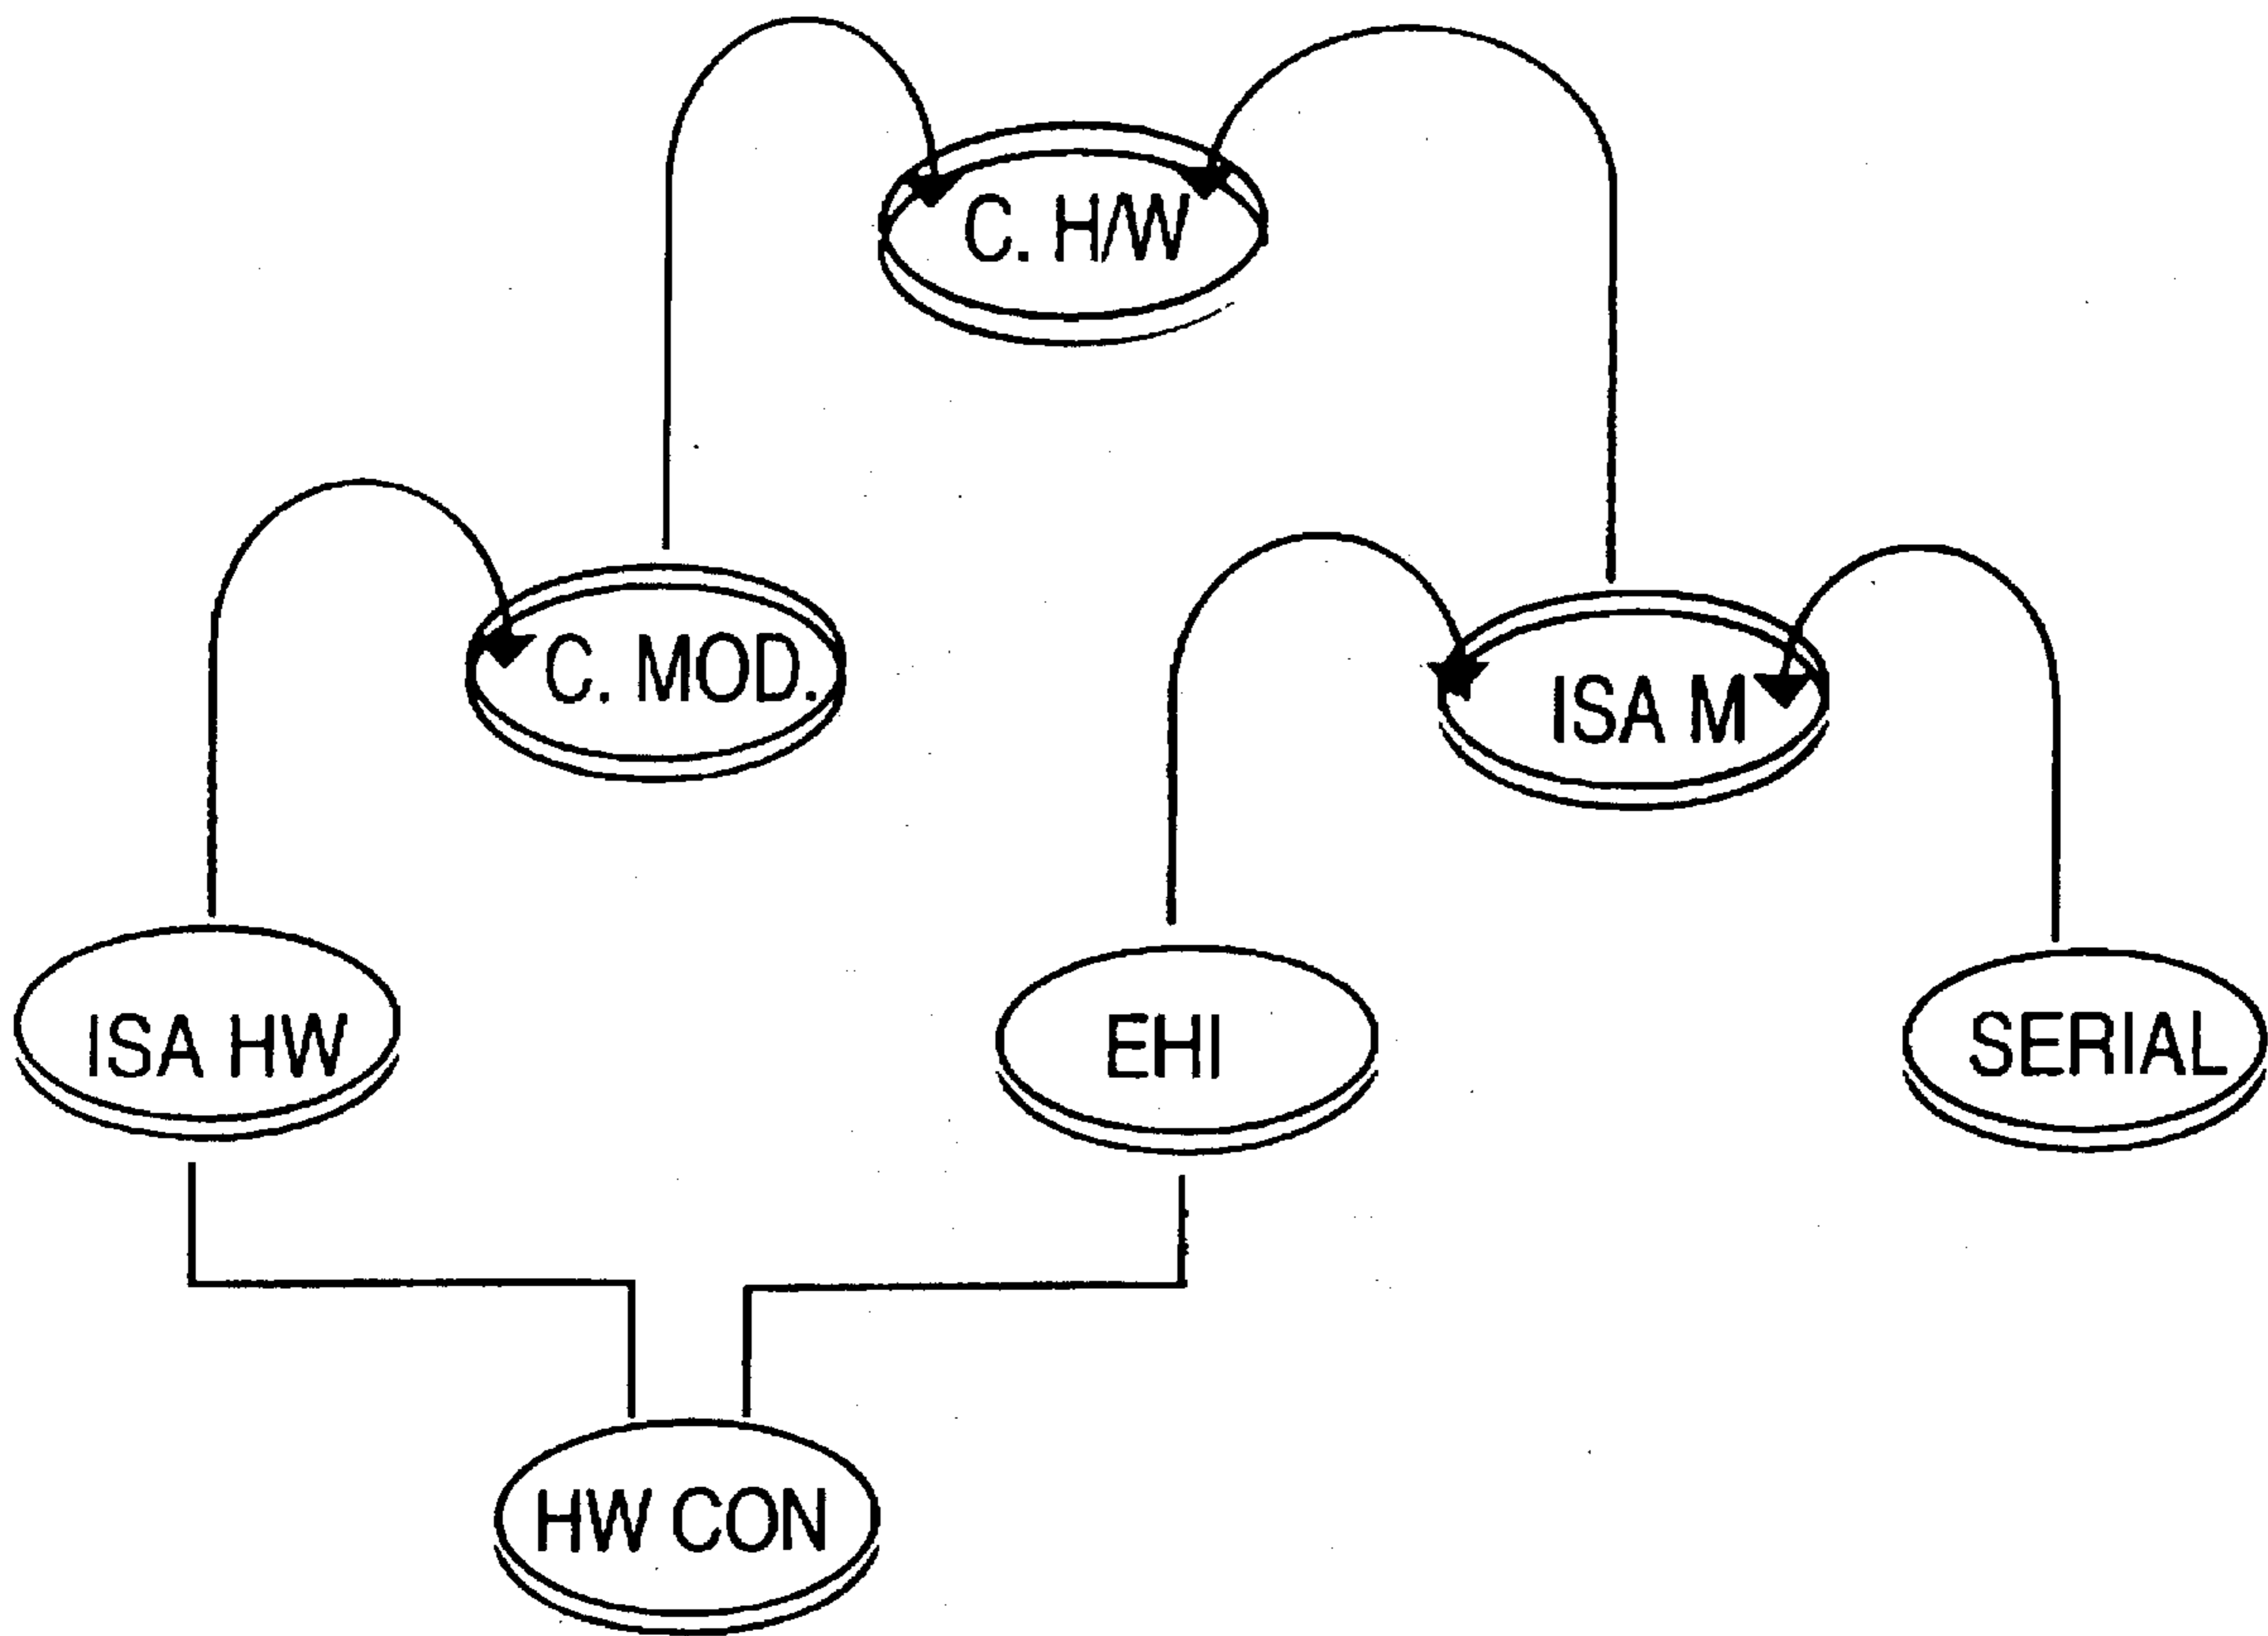 C. H/W
C. MOD.
ISA M
ISA HW
EHI
SERIAL
HW CON